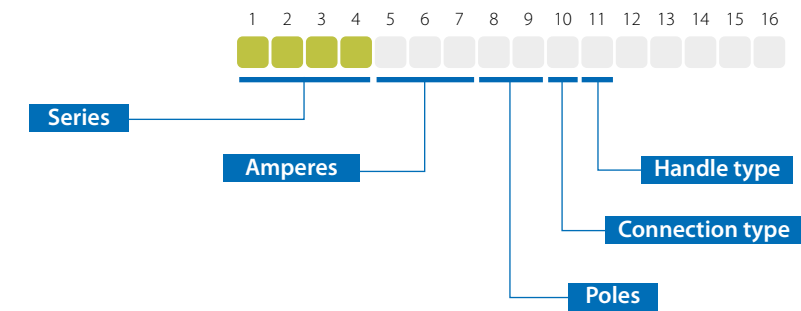 1 2 3 4 5 6 7 8 9 10 11 12 13 14 15 16
Series
Amperes
Handle type
Connection type
Poles